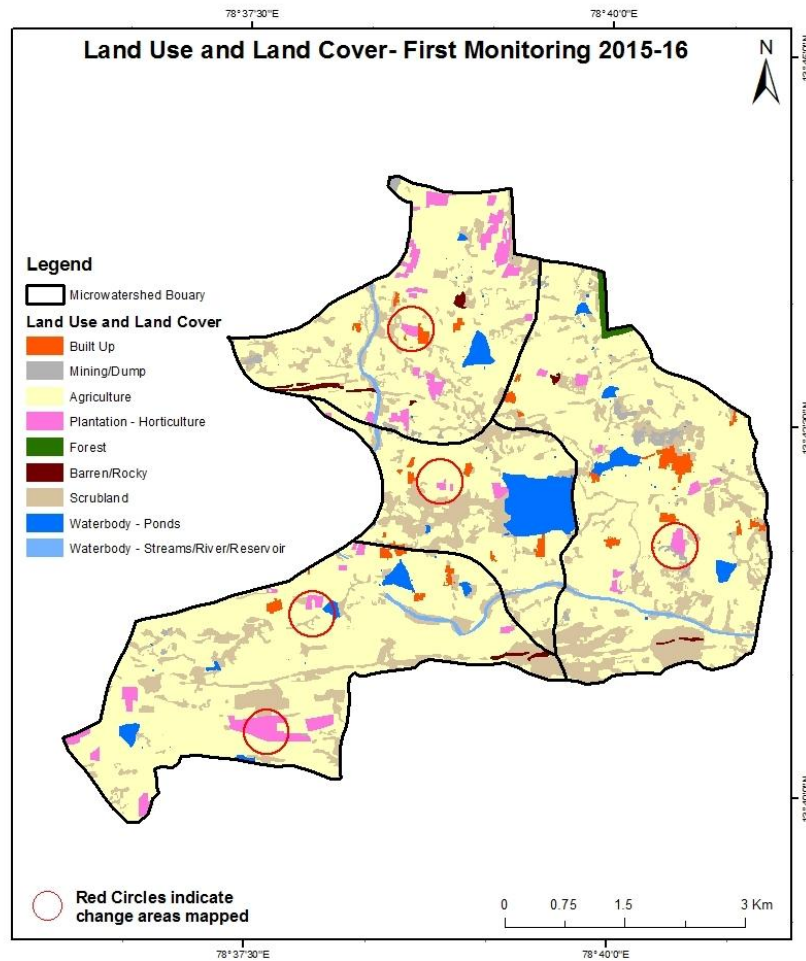 78°37'30"E
78°40'0"E
Land Use and Land Cover- First Monitoring 2015-16
N
Legend
Microwatershed Bouary
Land Use and Land Cover
Built Up
Mining/Dump
Agriculture
Plantation - Horticulture
Forest
Barren/Rocky
Scrubland
Waterbody - Ponds
Waterbody - Streams/River/Reservoir
Red Circles indicate
change areas mapped
0 0.75 1.5 3 Km
78°37'30"E
78°40'0"E